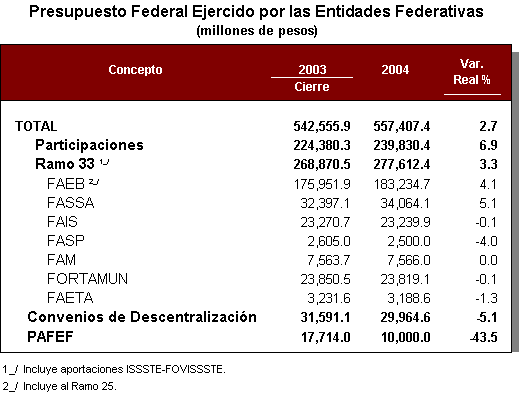 Presupuesto Federal Ejercido por las Entidades Federativas
(millones de pesos)
Concepto 2003 2004 Var.
Cierre Real %
TOTAL 542,555.9 557,407.4 2.7
Participaciones 224,380.3 239,830.4 6.9
Ramo 33 1_/ 268,870.5 277,612.4 3.3
FAEB 2_/ 175,951.9 183,234.7 4.1
FASSA 32,397.1 34,064.1 5.1
FAIS 23,270.7 23,239.9 -0.1
FASP 2,605.0 2,500.0 -4.0
FAM 7,563.7 7,566.0 0.0
FORTAMUN 23,850.5 23,819.1 -0.1
FAETA 3,231.6 3,188.6 -1.3
Convenios de Descentralización 31,591.1 29,964.6 -5.1
PAFEF 17,714.0 10,000.0 -43.5
1_/ Incluye aportaciones ISSSTE-FOVISSSTE.
2_/ Incluye al Ramo 25.